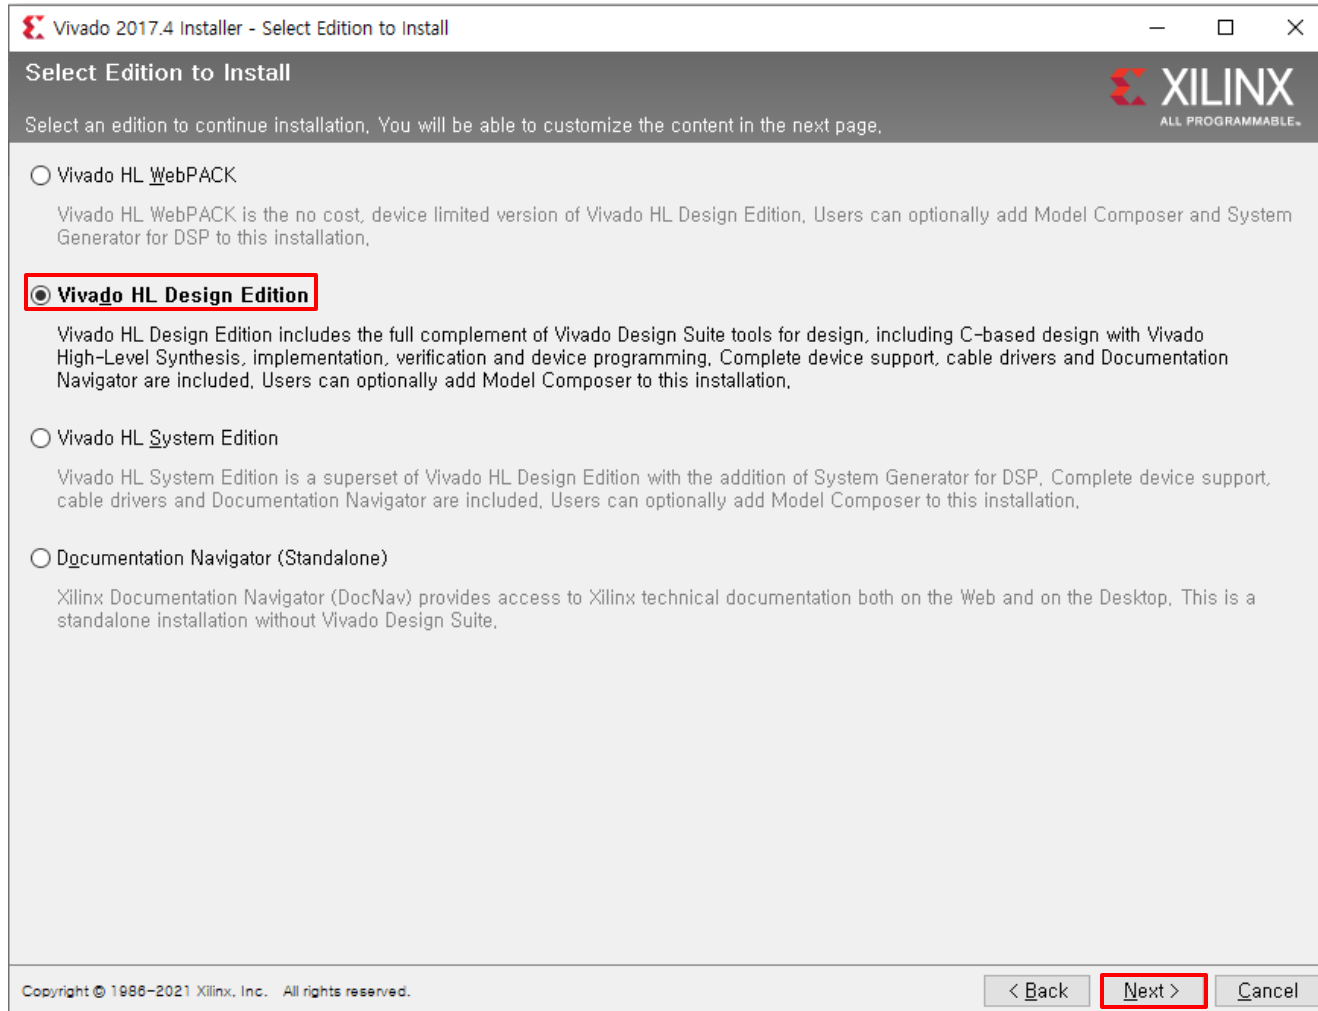 Vivado 2017.4 Installer - Select Edition to Install
Select Edition to Install
XILINX
ALL PROGRAMMABLE™
Select an edition to continue installation. You will be able to customize the content in the next page.
Vivado HL WebPACK
Vivado HL WebPACK is the no cost, device limited version of Vivado HL Design Edition. Users can optionally add Model Composer and System
Generator for DSP to this installation.
Vivado HL Design Edition
Vivado HL Design Edition includes the full complement of Vivado Design Suite tools for design, including C-based design with Vivado
High-Level Synthesis, implementation, verification and device programming. Complete device support, cable drivers and Documentation
Navigator are included. Users can optionally add Model Composer to this installation.
Vivado HL System Edition
Vivado HL System Edition is a superset of Vivado HL Design Edition with the addition of System Generator for DSP. Complete device support,
cable drivers and Documentation Navigator are included. Users can optionally add Model Composer to this installation.
Documentation Navigator (Standalone)
Xilinx Documentation Navigator (DocNav) provides access to Xilinx technical documentation both on the Web and on the Desktop. This is a
standalone installation without Vivado Design Suite.
Copyright © 1986-2021 Xilinx, Inc. All rights reserved.
< Back
Next >
Cancel